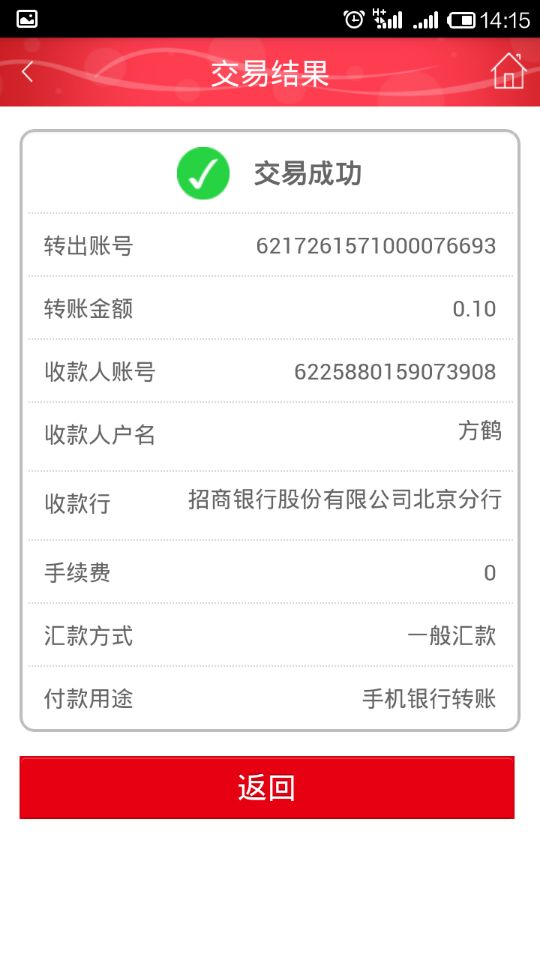 H+ 14:15
交易结果
交易成功
转出账号 6217261571000076693
转账金额 0.10
收款人账号 6225880159073908
收款人户名 方鹤
收款行 招商银行股份有限公司北京分行
手续费 0
汇款方式 一般汇款
付款用途 手机银行转账
返回